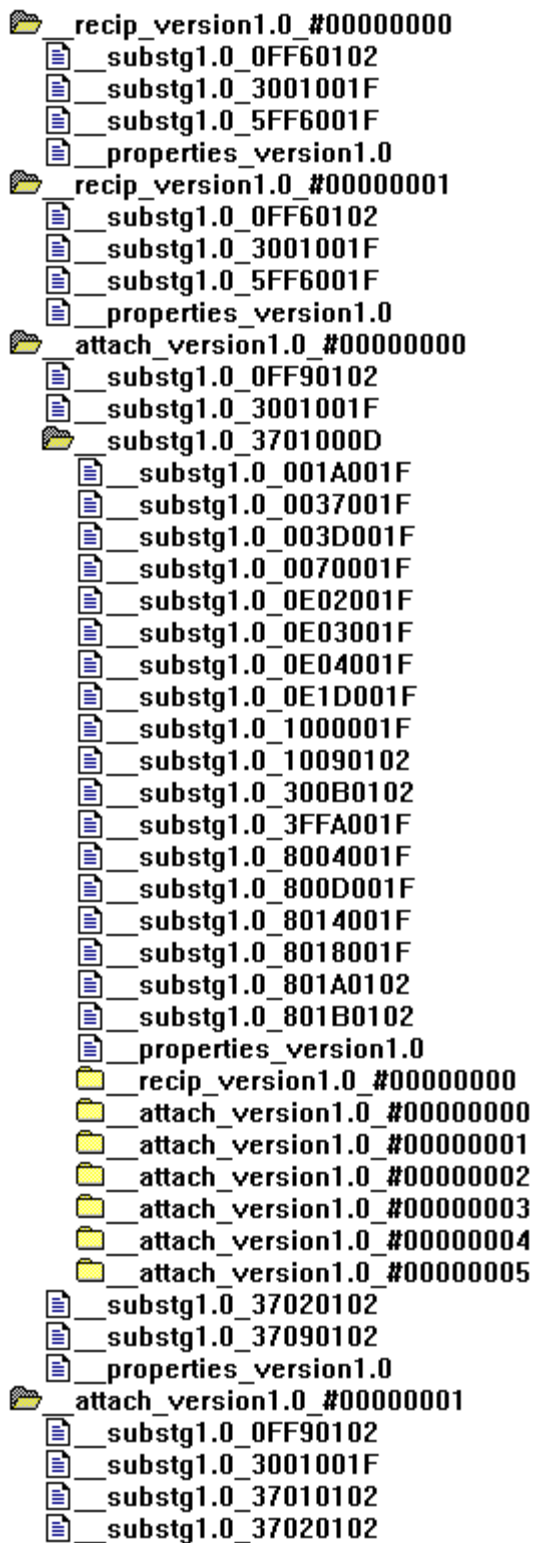 __recip_version1.0_#00000000
__substg1.0_0FF60102
__substg1.0_3001001F
__substg1.0_5FF6001F
__properties_version1.0
__recip_version1.0_#00000001
__substg1.0_0FF60102
__substg1.0_3001001F
__substg1.0_5FF6001F
__properties_version1.0
__attach_version1.0_#00000000
__substg1.0_0FF90102
__substg1.0_3001001F
__substg1.0_3701000D
__substg1.0_001A001F
__substg1.0_0037001F
__substg1.0_003D001F
__substg1.0_0070001F
__substg1.0_0E02001F
__substg1.0_0E03001F
__substg1.0_0E04001F
__substg1.0_0E1D001F
__substg1.0_1000001F
__substg1.0_10090102
__substg1.0_300B0102
__substg1.0_3FFA001F
__substg1.0_8004001F
__substg1.0_800D001F
__substg1.0_8014001F
__substg1.0_8018001F
__substg1.0_801A0102
__substg1.0_801B0102
__properties_version1.0
__recip_version1.0_#00000000
__attach_version1.0_#00000000
__attach_version1.0_#00000001
__attach_version1.0_#00000002
__attach_version1.0_#00000003
__attach_version1.0_#00000004
__attach_version1.0_#00000005
__substg1.0_37020102
__substg1.0_37090102
__properties_version1.0
__attach_version1.0_#00000001
__substg1.0_0FF90102
__substg1.0_3001001F
__substg1.0_37010102
__substg1.0_37020102